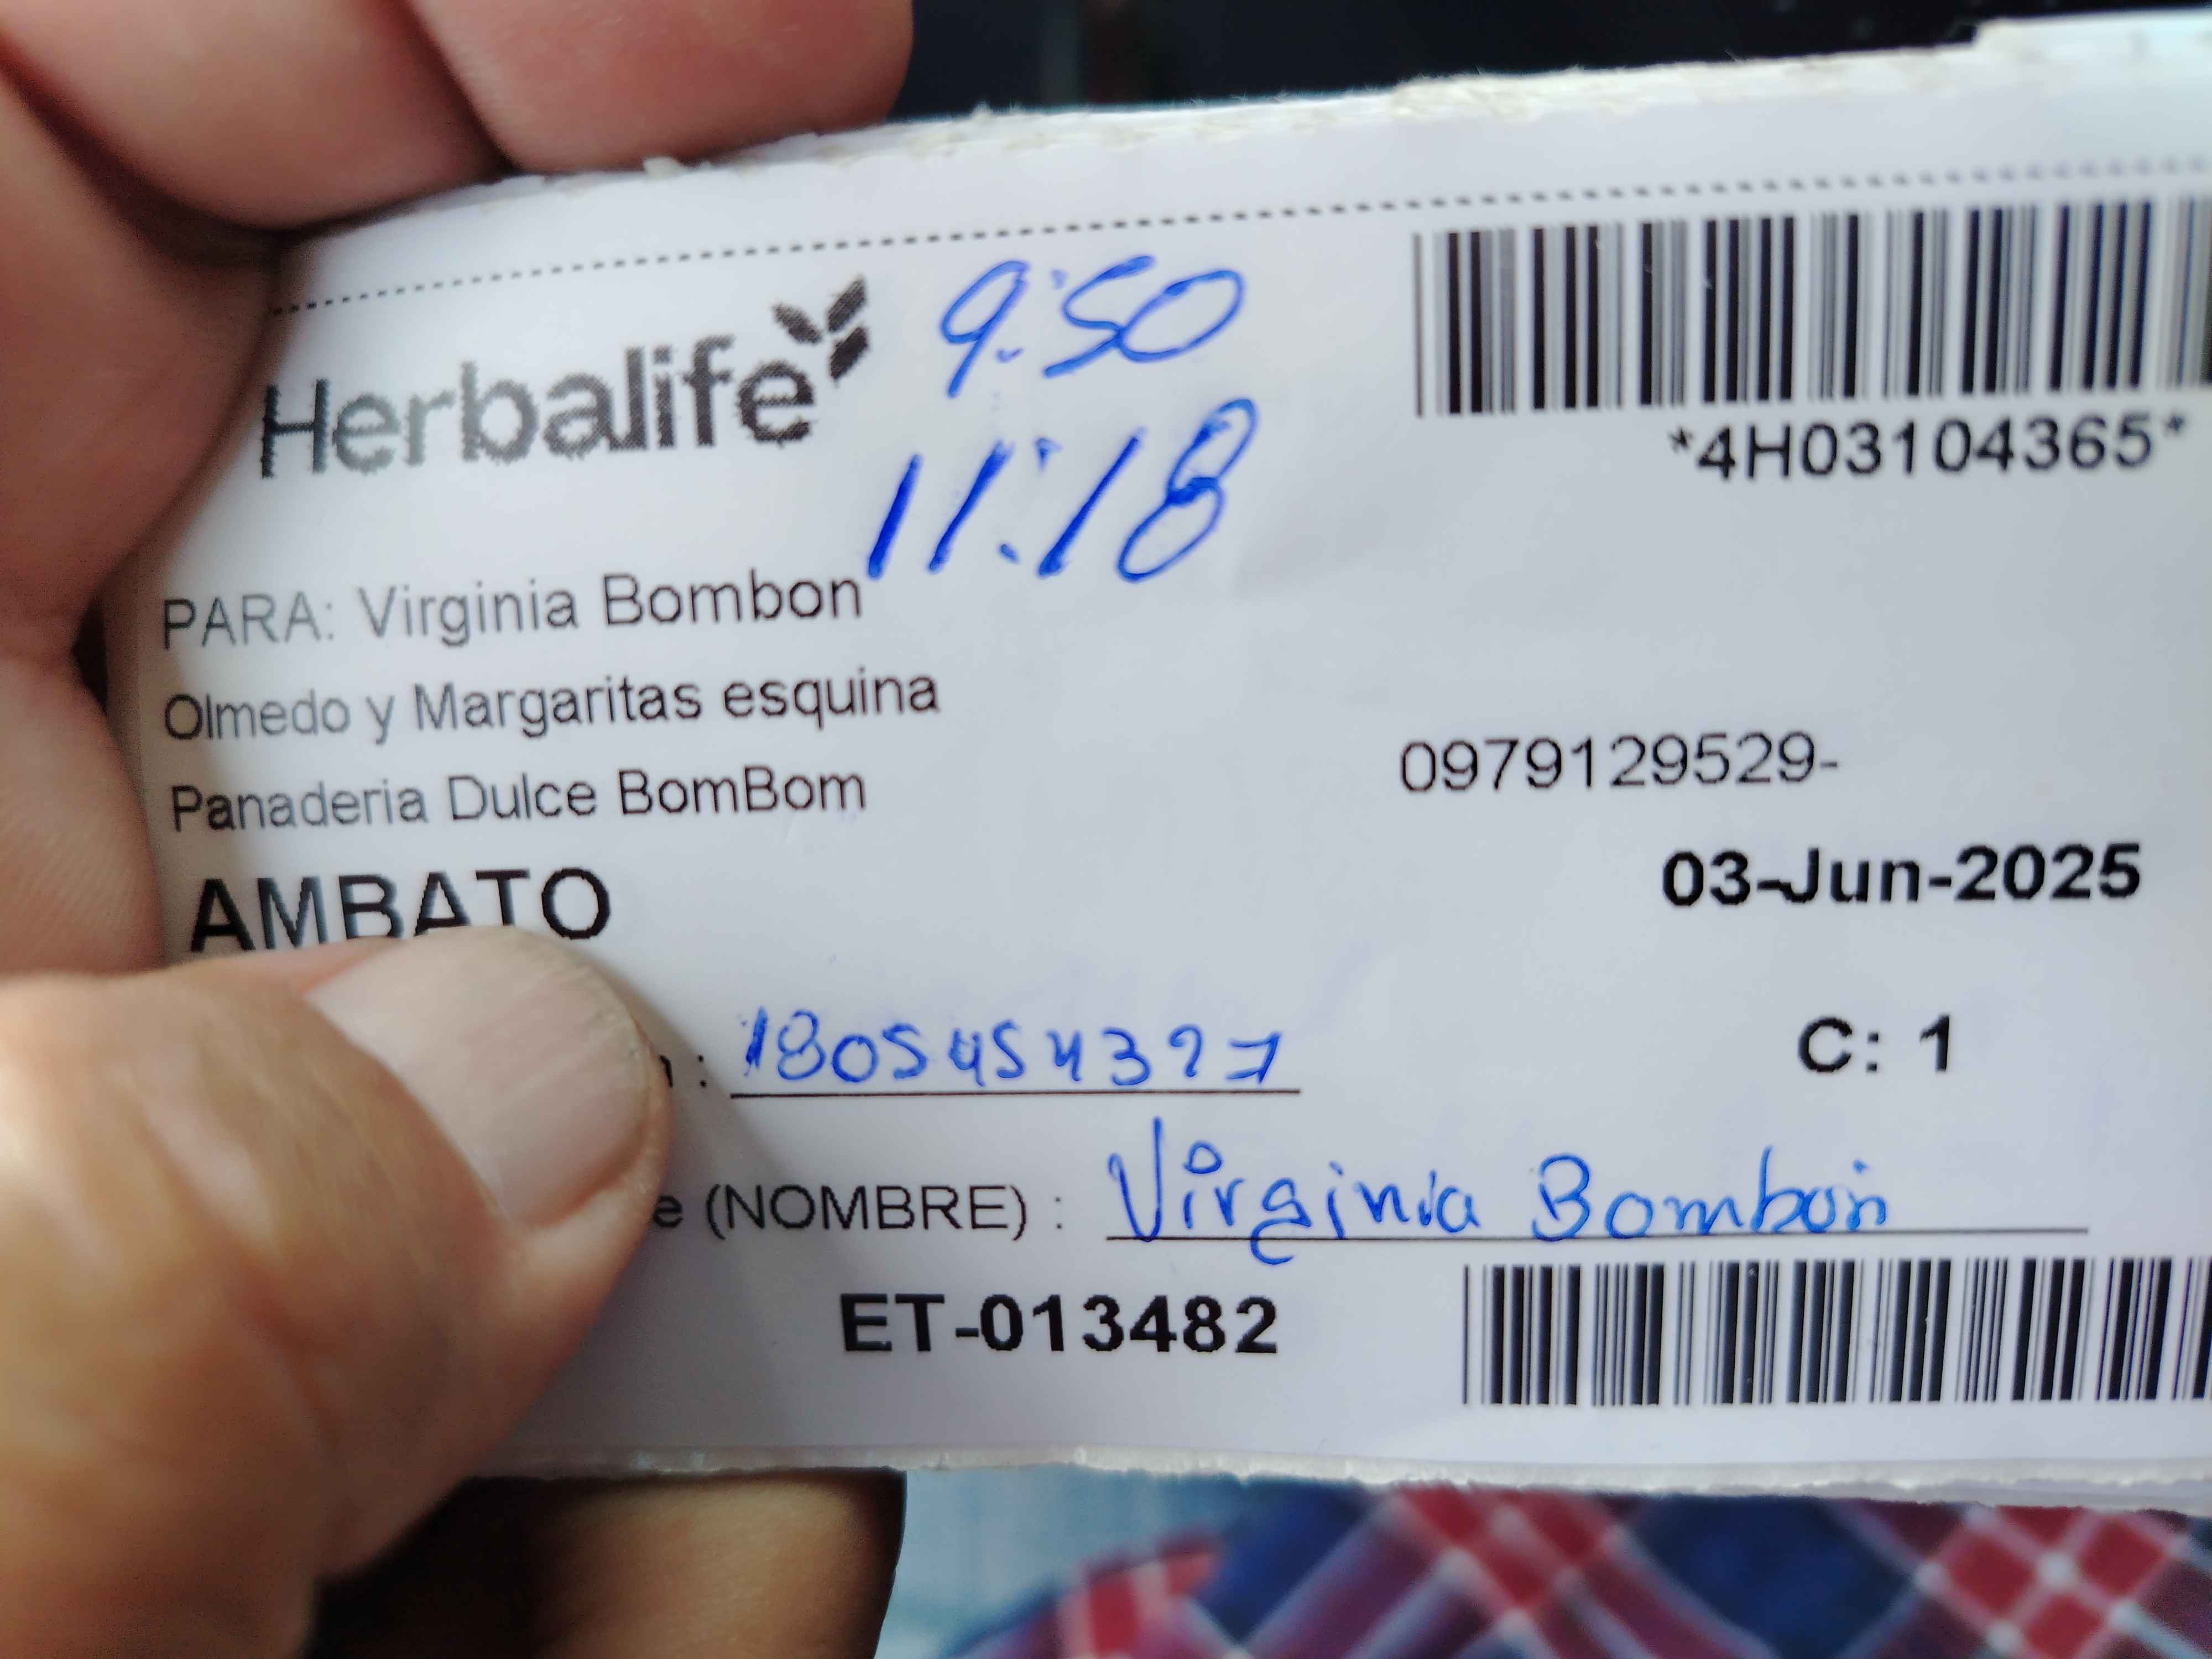 Herbalife
9:50
11:18
*4H03104365*
PARA: Virginia Bombon
Olmedo y Margaritas esquina
Panaderia Dulce BomBom
0979129529-
AMBATO
03-Jun-2025
: 1805454327
C: 1
(NOMBRE) : Virginia Bombon
ET-013482